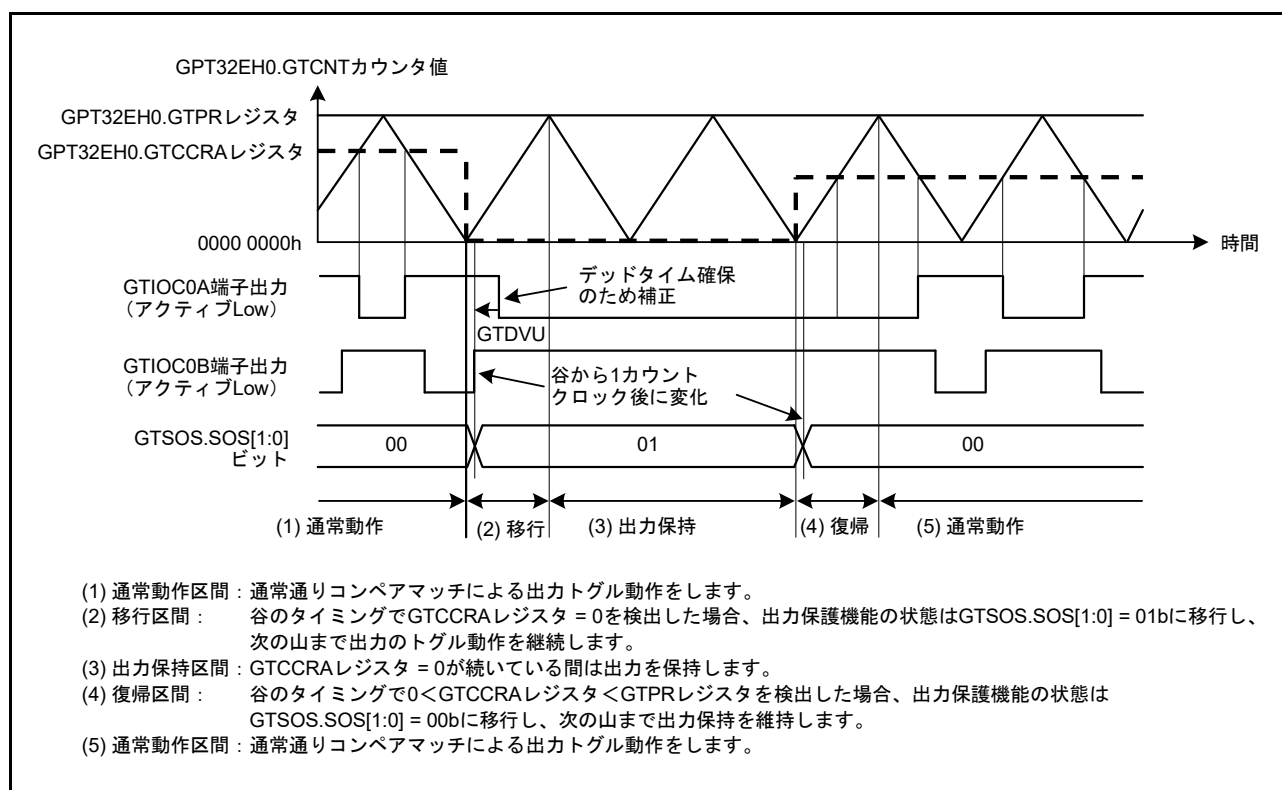 GPT32EH0.GTCNTカウンタ値
GPT32EH0.GTPRレジスタ
GPT32EH0.GTCCRAレジスタ
0000 0000h
時間
GTIOC0A端子出力
(アクティブLow)
デッドタイム確保
のため補正
GTDVU
GTIOC0B端子出力
(アクティブLow)
谷から1カウント
クロック後に変化
GTSOS.SOS[1:0]
ビット
00
01
00
(1) 通常動作
(2) 移行
(3) 出力保持
(4) 復帰
(5) 通常動作
(1) 通常動作区間:通常通りコンペアマッチによる出力トグル動作をします。
(2) 移行区間: 谷のタイミングでGTCCRAレジスタ = 0を検出した場合、出力保護機能の状態はGTSOS.SOS[1:0] = 01bに移行し、
次の山まで出力のトグル動作を継続します。
(3) 出力保持区間:GTCCRAレジスタ = 0が続いている間は出力を保持します。
(4) 復帰区間: 谷のタイミングで0<GTCCRAレジスタ<GTPRレジスタを検出した場合、出力保護機能の状態は
GTSOS.SOS[1:0] = 00bに移行し、次の山まで出力保持を維持します。
(5) 通常動作区間:通常通りコンペアマッチによる出力トグル動作をします。